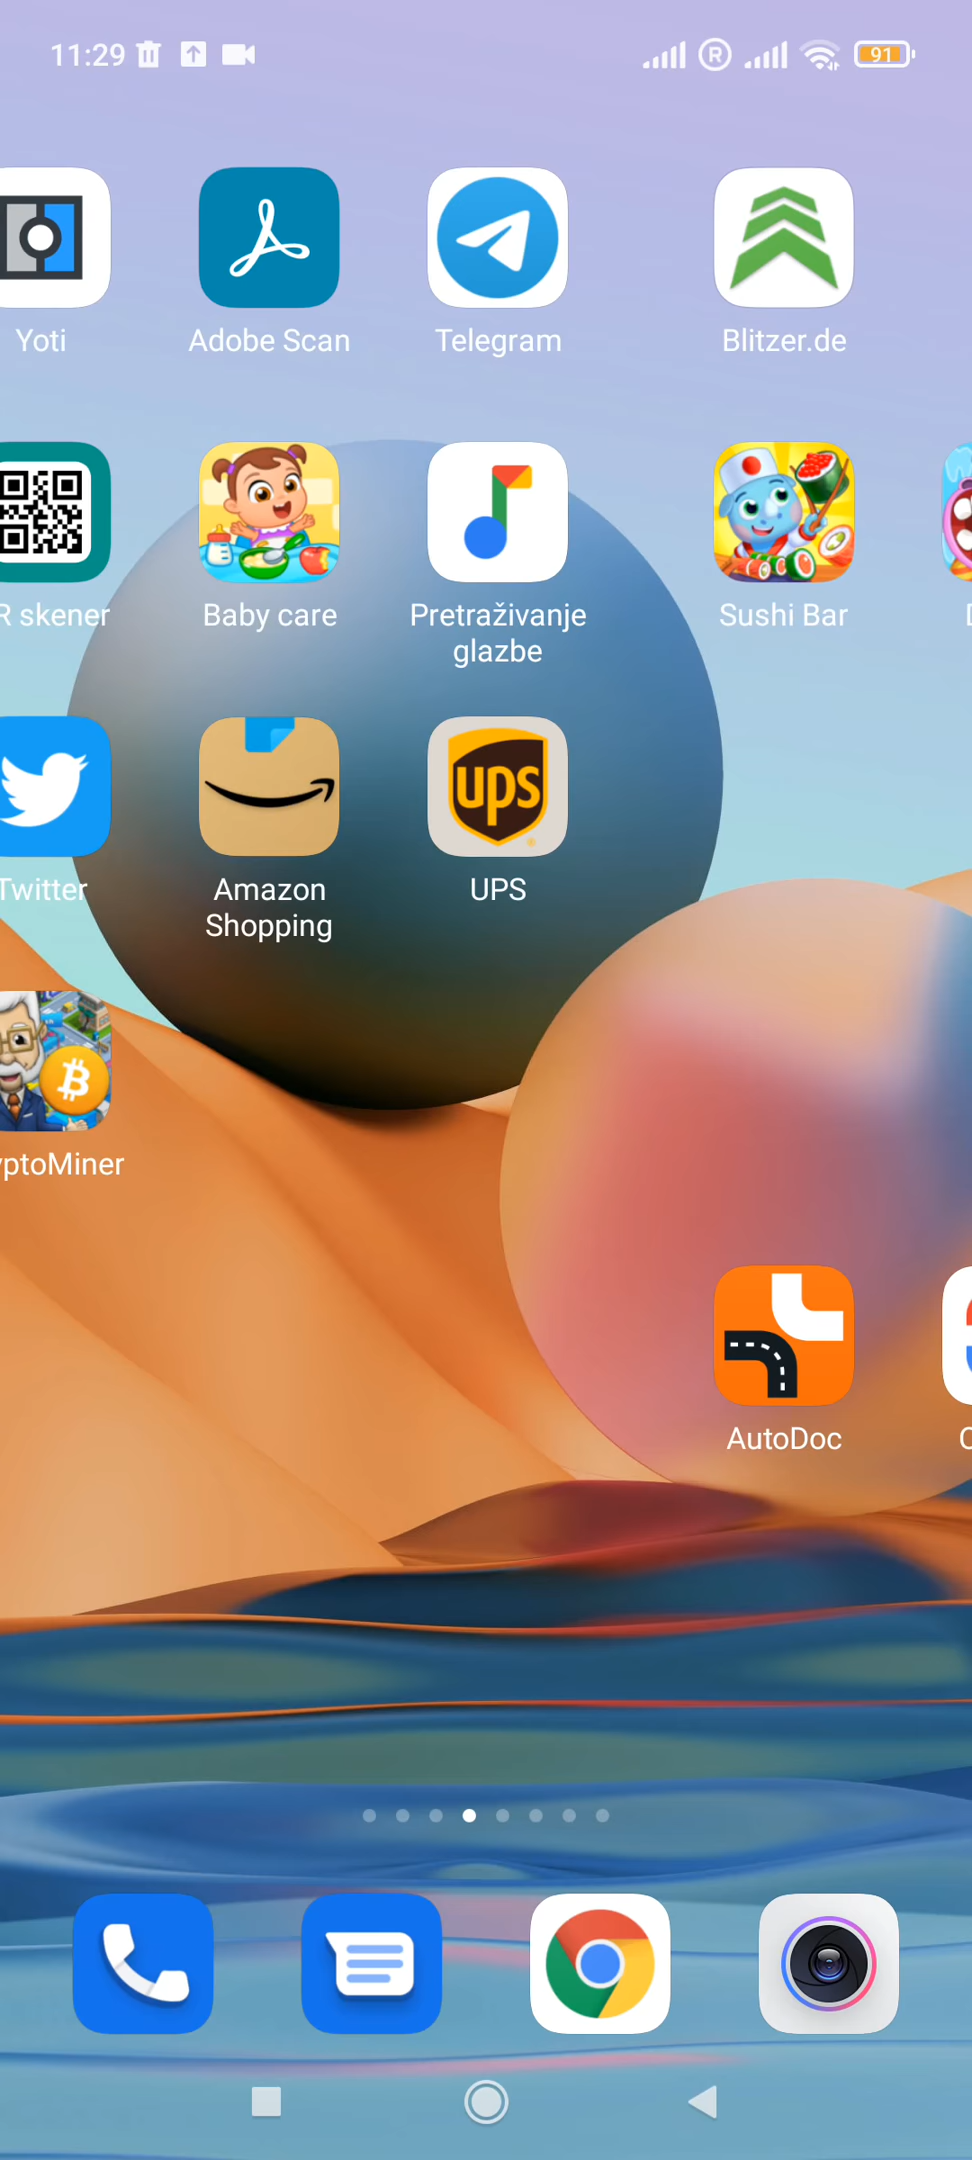 11:29
R
91
Yoti
Adobe Scan
Telegram
Blitzer.de
R skener
Baby care
Pretraživanje
glazbe
Sushi Bar
D
ups
Twitter
Amazon
Shopping
UPS
yptoMiner
AutoDoc